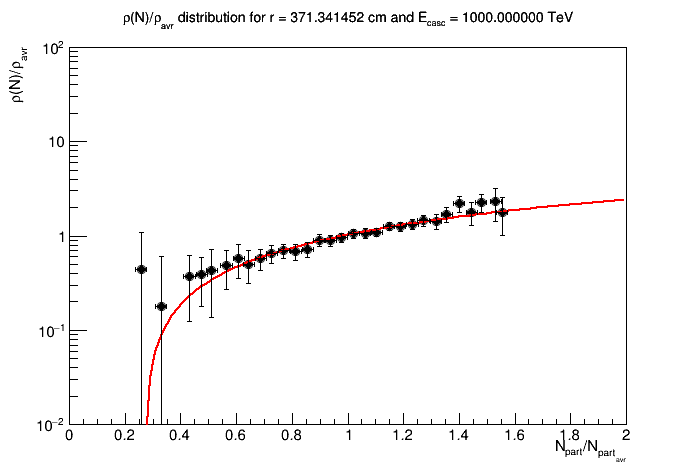 ρ(N)/ρavr distribution for r = 371.341452 cm and Ecasc = 1000.000000 TeV
ρ(N)/ρavr
10²
10
1
10⁻¹
10⁻²
0 0.2 0.4 0.6 0.8 1 1.2 1.4 1.6 1.8 2
Npart/Npartavr